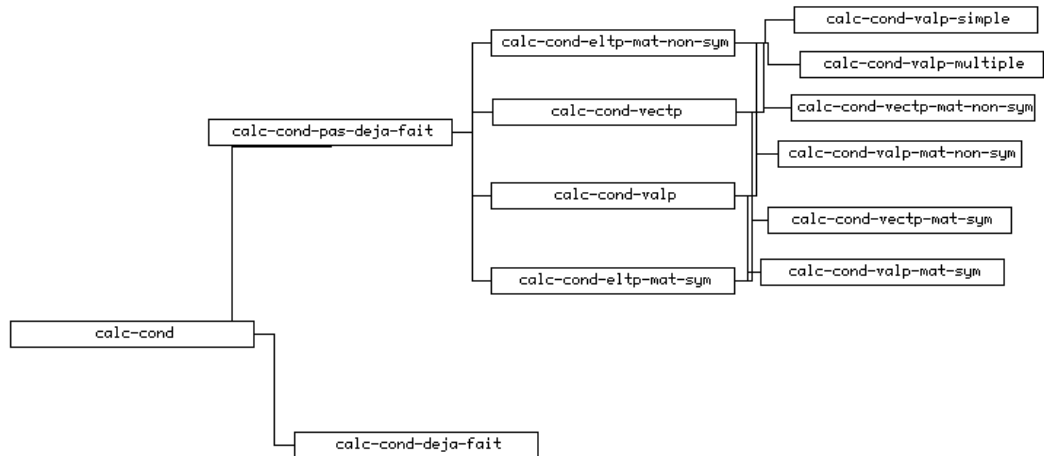 calc-cond-valp-simple
calc-cond-eltp-mat-non-sym
calc-cond-valp-multiple
calc-cond-vectp-mat-non-sym
calc-cond-vectp
calc-cond-pas-deja-fait
calc-cond-valp-mat-non-sym
calc-cond-valp
calc-cond-vectp-mat-sym
calc-cond-valp-mat-sym
calc-cond-eltp-mat-sym
calc-cond
calc-cond-deja-fait